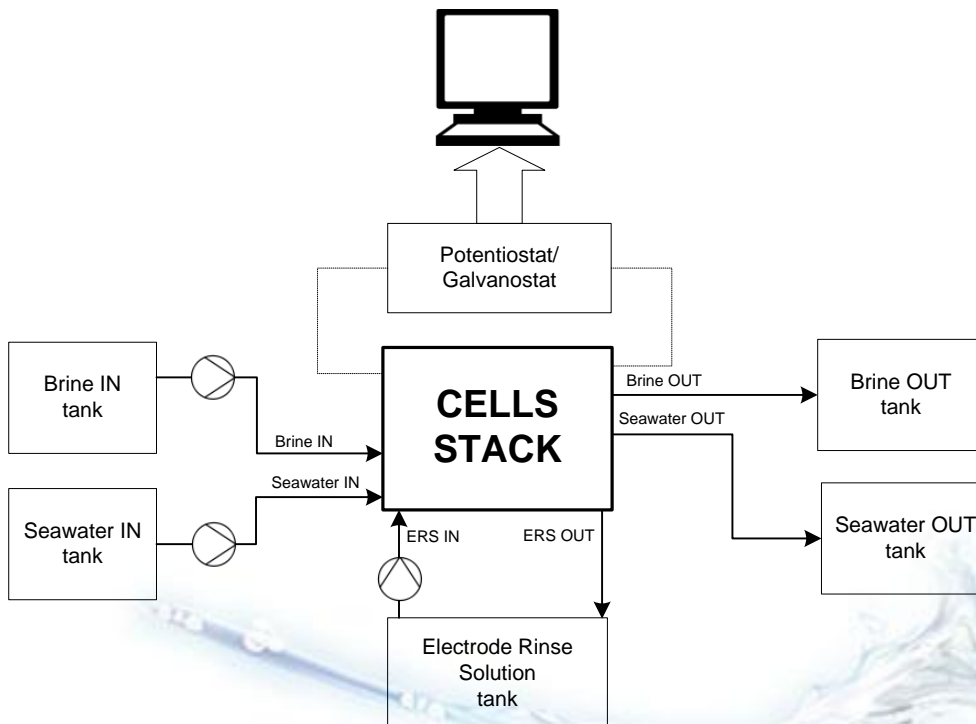 Potentiostat/
Galvanostat
Brine IN
tank
Brine IN
CELLS
STACK
Brine OUT
Brine OUT
tank
Seawater OUT
Seawater IN
Seawater IN
tank
Seawater OUT
tank
ERS IN
ERS OUT
Electrode Rinse
Solution
tank